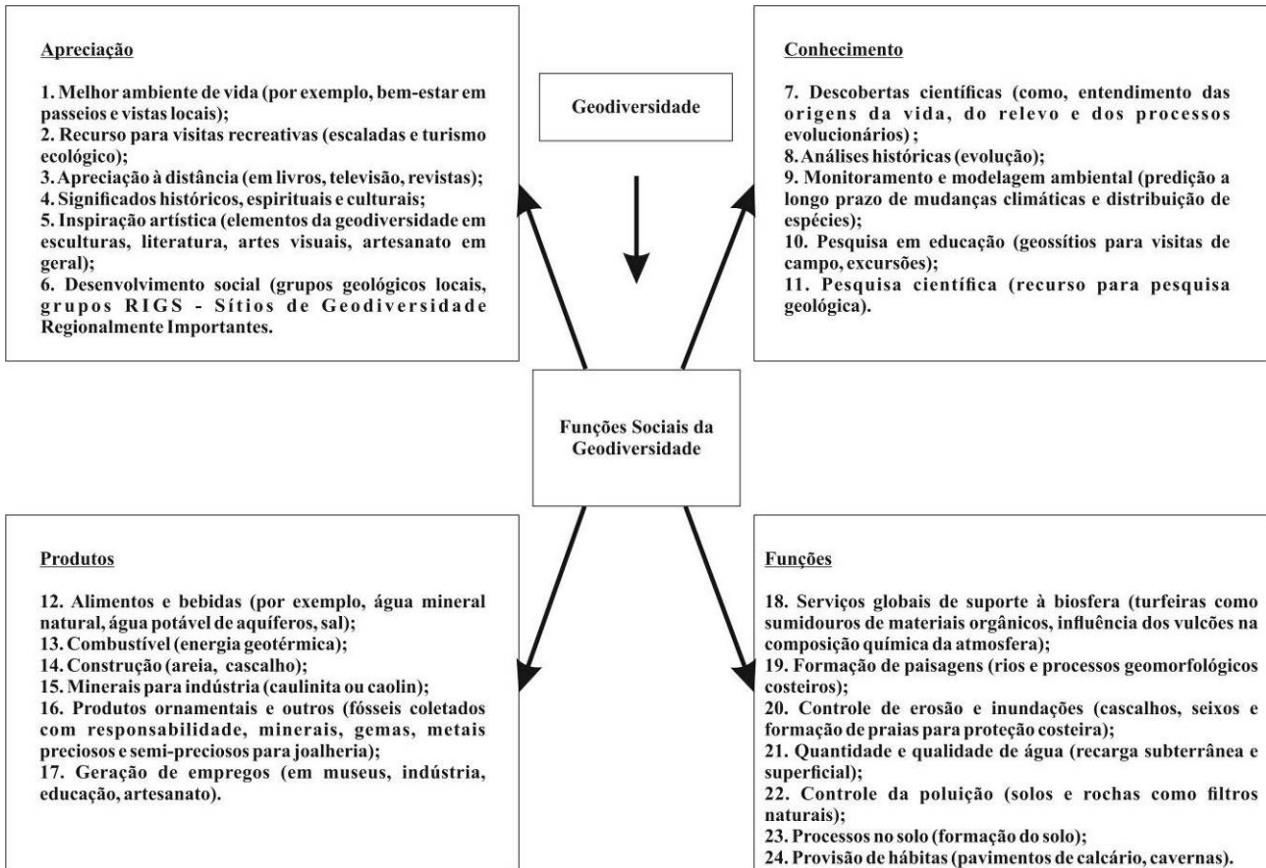 Apreciação
1. Melhor ambiente de vida (por exemplo, bem-estar em
passeios e vistas locais);
2. Recurso para visitas recreativas (escaladas e turismo
ecológico);
3. Apreciação à distância (em livros, televisão, revistas);
4. Significados históricos, espirituais e culturais;
5. Inspiração artística (elementos da geodiversidade em
esculturas, literatura, artes visuais, artesanato em
geral);
6. Desenvolvimento social (grupos geológicos locais,
grupos RIGS - Sítios de Geodiversidade
Regionalmente Importantes.
Geodiversidade
Conhecimento
7. Descobertas científicas (como, entendimento das
origens da vida, do relevo e dos processos
evolucionários) ;
8. Análises históricas (evolução);
9. Monitoramento e modelagem ambiental (predição a
longo prazo de mudanças climáticas e distribuição de
espécies);
10. Pesquisa em educação (geossítios para visitas de
campo, excursões);
11. Pesquisa científica (recurso para pesquisa
geológica).
Funções Sociais da
Geodiversidade
Produtos
12. Alimentos e bebidas (por exemplo, água mineral
natural, água potável de aquíferos, sal);
13. Combustível (energia geotérmica);
14. Construção (areia, cascalho);
15. Minerais para indústria (caulinita ou caolin);
16. Produtos ornamentais e outros (fósseis coletados
com responsabilidade, minerais, gemas, metais
preciosos e semi-preciosos para joalheria);
17. Geração de empregos (em museus, indústria,
educação, artesanato).
Funções
18. Serviços globais de suporte à biosfera (turfeiras como
sumidouros de materiais orgânicos, influência dos vulcões na
composição química da atmosfera);
19. Formação de paisagens (rios e processos geomorfológicos
costeiros);
20. Controle de erosão e inundações (cascalhos, seixos e
formação de praias para proteção costeira);
21. Quantidade e qualidade de água (recarga subterrânea e
superficial);
22. Controle da poluição (solos e rochas como filtros
naturais);
23. Processos no solo (formação do solo);
24. Provisão de hábitas (pavimentos de calcário, cavernas).